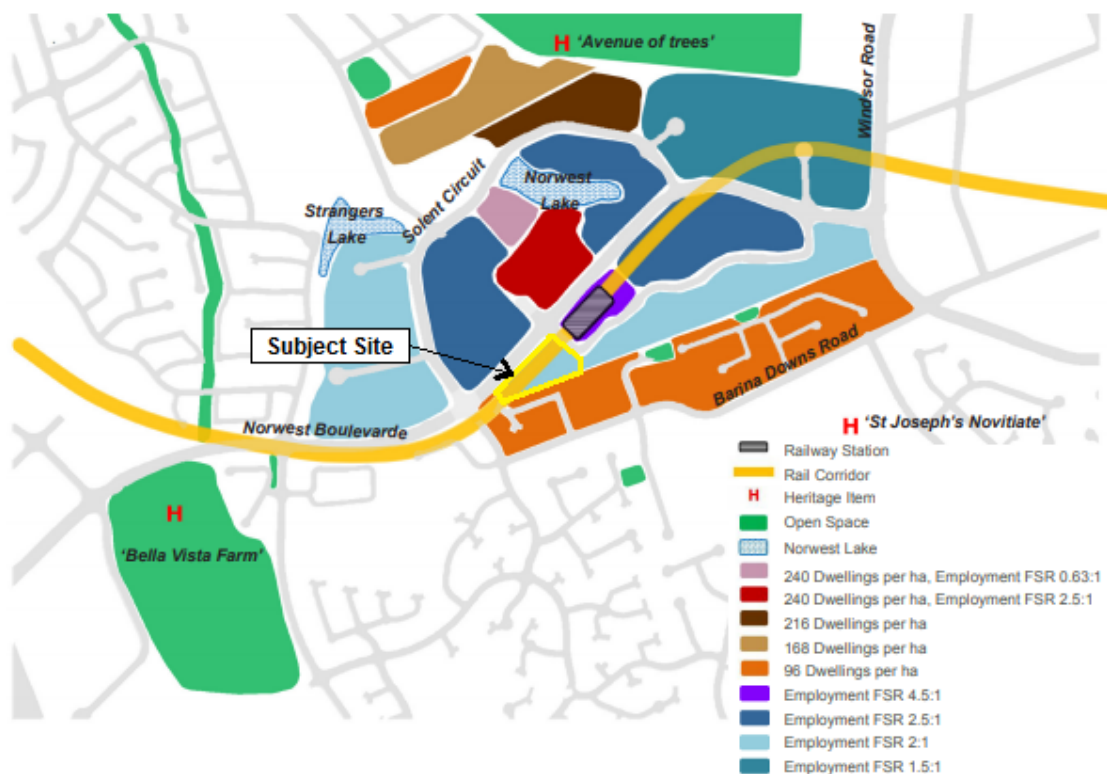 H 'Avenue of trees'
Windsor Road
Solent Circuit
Norwest
Lake
Strangers
Lake
Subject Site
Barina Downs Road
Norwest Boulevarde
H 'St Joseph's Novitiate'
H
'Bella Vista Farm'
Railway Station
Rail Corridor
H Heritage Item
Open Space
Norwest Lake
240 Dwellings per ha, Employment FSR 0.63:1
240 Dwellings per ha, Employment FSR 2.5:1
216 Dwellings per ha
168 Dwellings per ha
96 Dwellings per ha
Employment FSR 4.5:1
Employment FSR 2.5:1
Employment FSR 2:1
Employment FSR 1.5:1